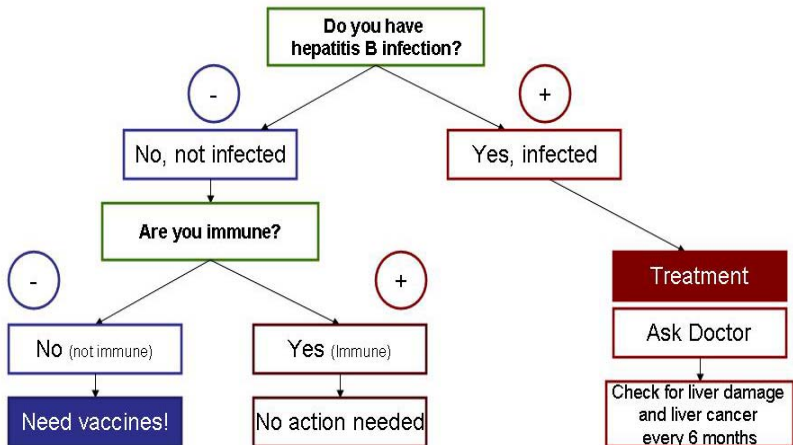 Do you have
hepatitis B infection?
-
+
No, not infected
Yes, infected
Are you immune?
-
+
Treatment
No (not immune)
Yes (Immune)
Ask Doctor
Need vaccines!
No action needed
Check for liver damage
and liver cancer
every 6 months